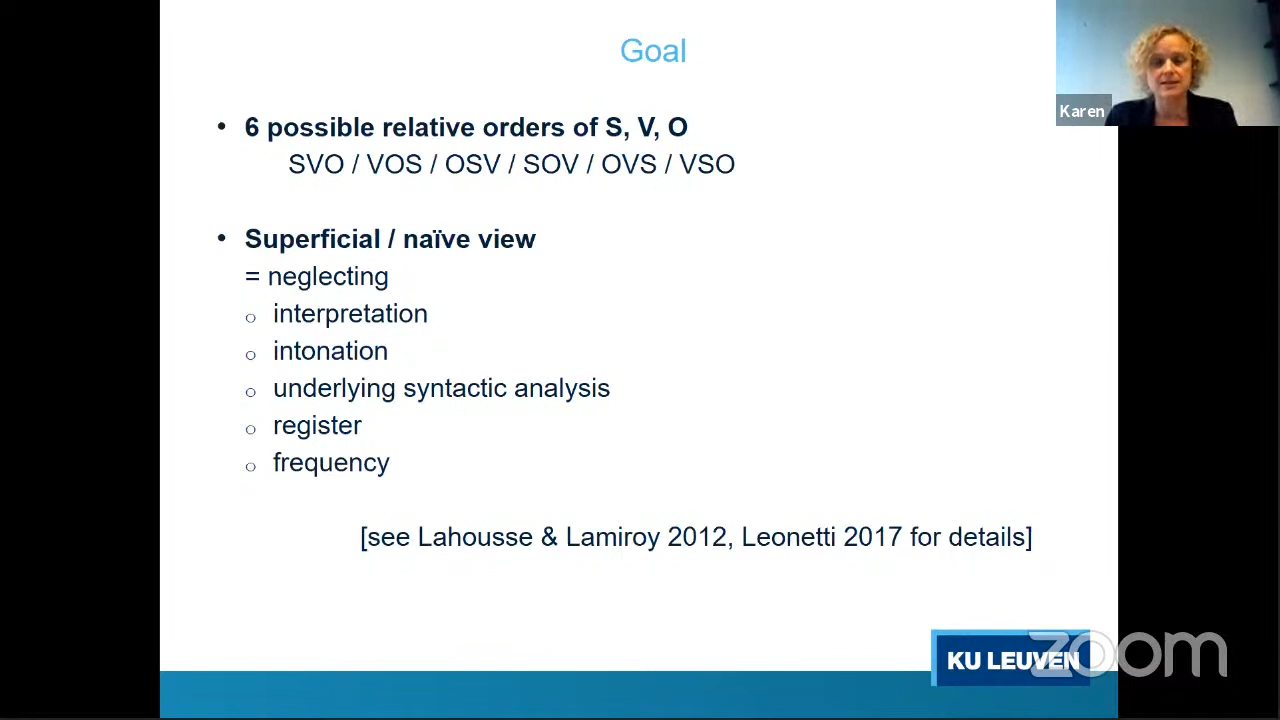 Goal
Karen
• 6 possible relative orders of S, V, O
SVO / VOS / OSV / SOV / OVS / VSO
• Superficial / naïve view
= neglecting
o interpretation
o intonation
o underlying syntactic analysis
o register
o frequency
[see Lahousse & Lamiroy 2012, Leonetti 2017 for details]
KU LEUVEN
zoom